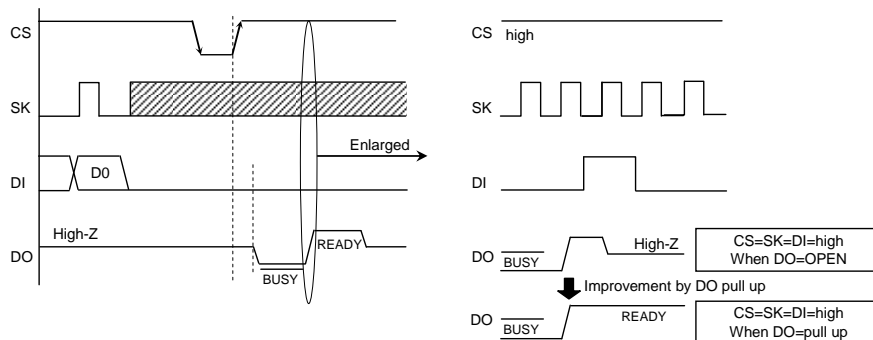 CS
SK
DI
D0
Enlarged
High-Z
DO
BUSY
READY
CS
high
SK
DI
DO
BUSY
High-Z
CS=SK=DI=high
When DO=OPEN
Improvement by DO pull up
DO
BUSY
READY
CS=SK=DI=high
When DO=pull up